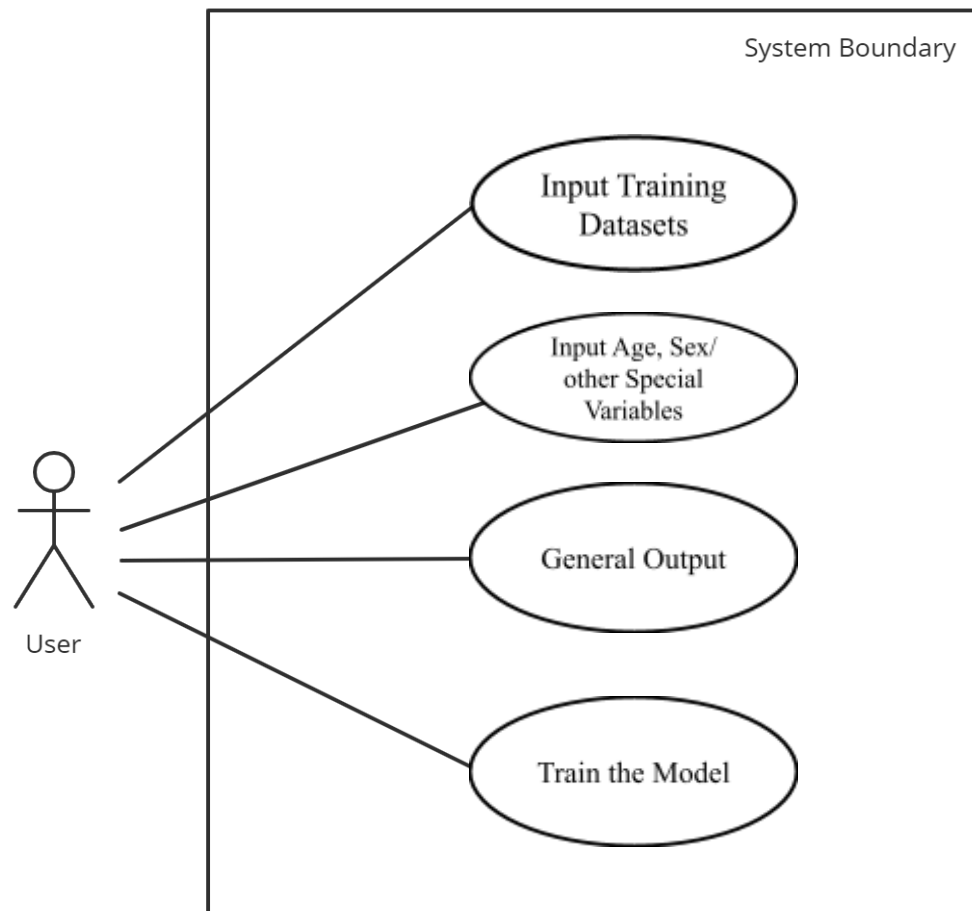 System Boundary
Input Training
Datasets
Input Age, Sex/
other Special
Variables
General Output
User
Train the Model